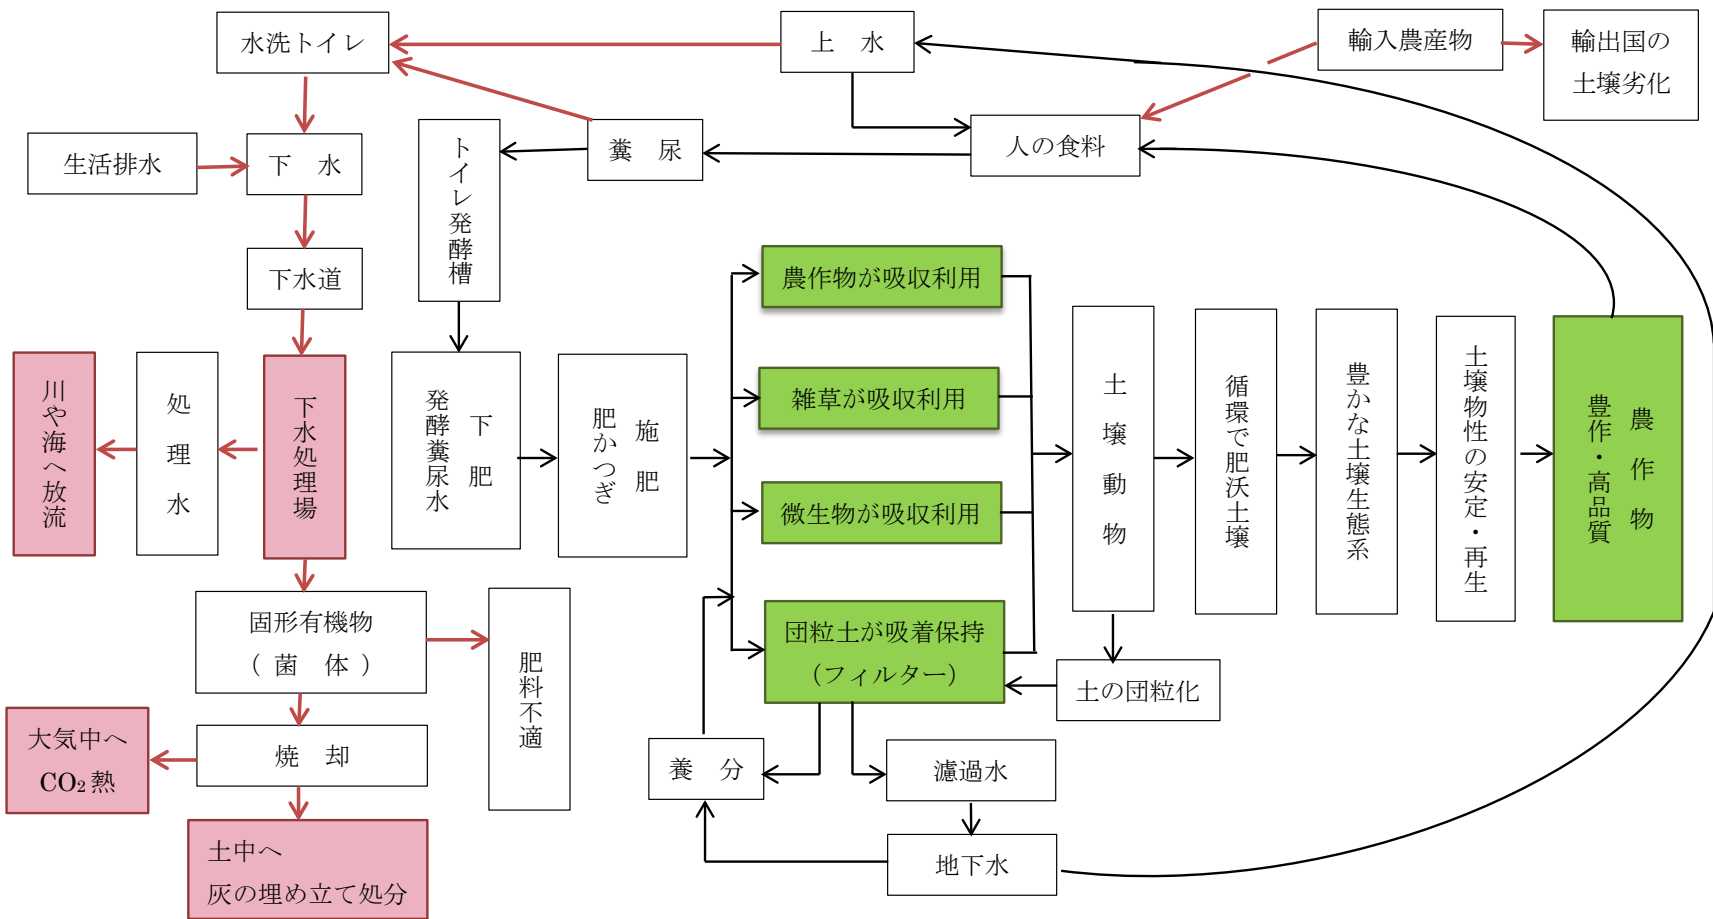 水洗トイレ
上　水
輸入農産物
輸出国の
土壌劣化
生活排水
下　水
トイレ発酵槽
糞　尿
人の食料
下水道
農作物が吸収利用
雑草が吸収利用
微生物が吸収利用
団粒土が吸着保持
（フィルター）
川や海へ放流
処　理　水
下水処理場
下　肥
発酵糞尿水
施　肥
肥かつぎ
土　壌　動　物
循環で肥沃土壌
豊かな土壌生態系
土壌物性の安定・再生
農　作　物
豊作・高品質
固形有機物
（ 菌　体 ）
肥料不適
土の団粒化
大気中へ
CO₂ 熱
焼　却
養　分
濾過水
土中へ
灰の埋め立て処分
地下水